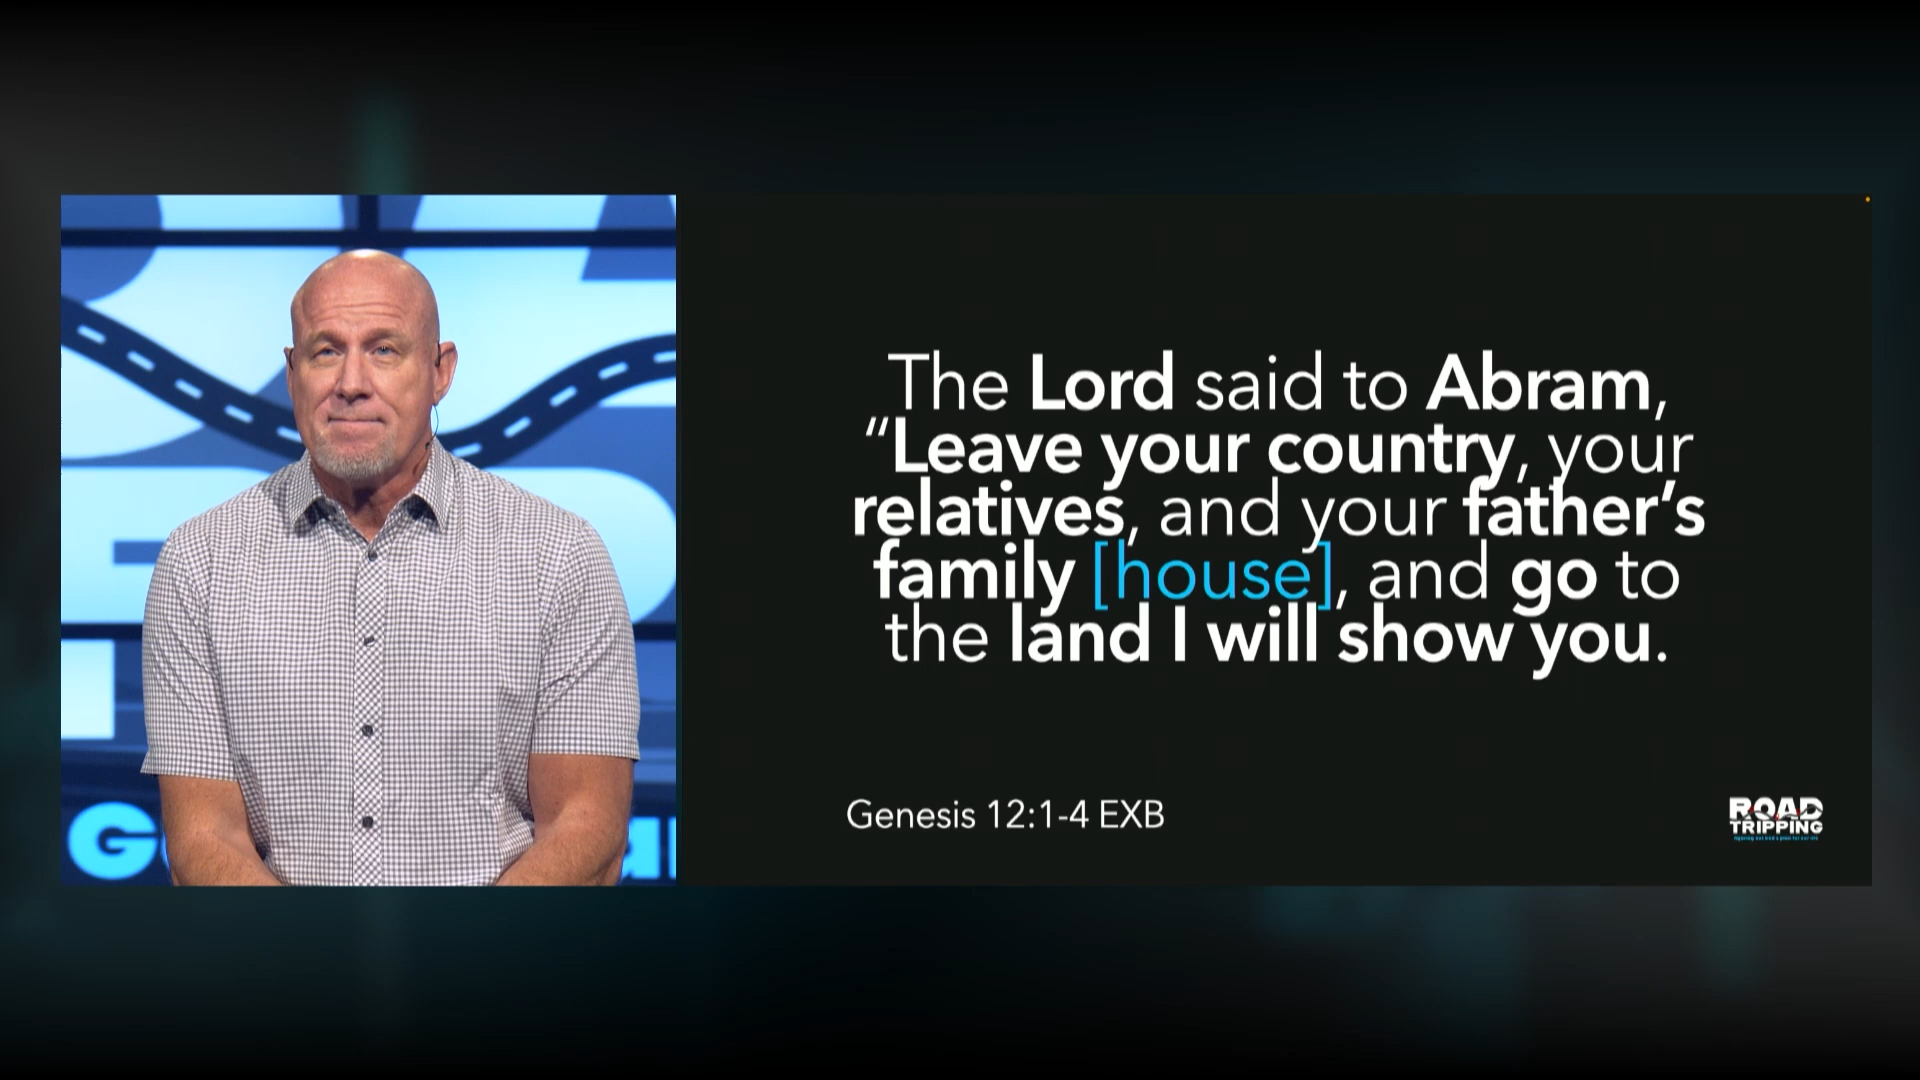 The Lord said to Abram,
“Leave your country, your
relatives, and your father’s
family [house], and go to
the land I will show you.
Genesis 12:1-4 EXB
ROAD
TRIPPING